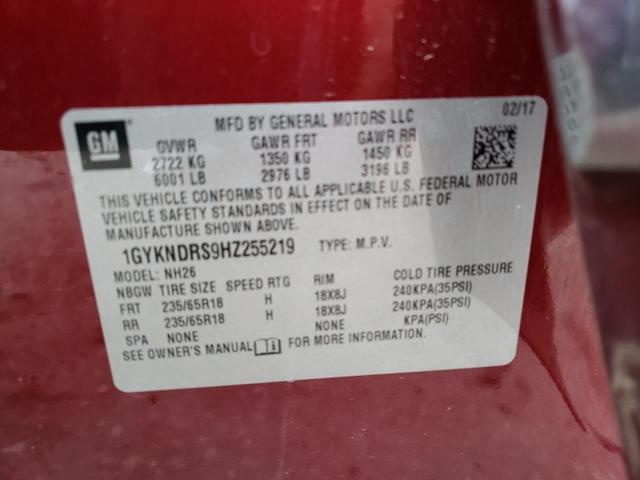 GM
MFD BY GENERAL MOTORS LLC 02/17
GVWR GAWR FRT GAWR RR
2722 KG 1350 KG 1450 KG
6001 LB 2976 LB 3196 LB
THIS VEHICLE CONFORMS TO ALL APPLICABLE U.S. FEDERAL MOTOR
VEHICLE SAFETY STANDARDS IN EFFECT ON THE DATE OF
MANUFACTURE SHOWN ABOVE.
1GYKNDRS9HZ255219 TYPE: M.P.V.
MODEL: NH26
NBGW TIRE SIZE SPEED RTG RIM COLD TIRE PRESSURE
FRT 235/65R18 H 18X8J 240KPA(35PSI)
RR 235/65R18 H 18X8J 240KPA(35PSI)
SPA NONE NONE KPA(PSI)
SEE OWNER'S MANUAL FOR MORE INFORMATION.